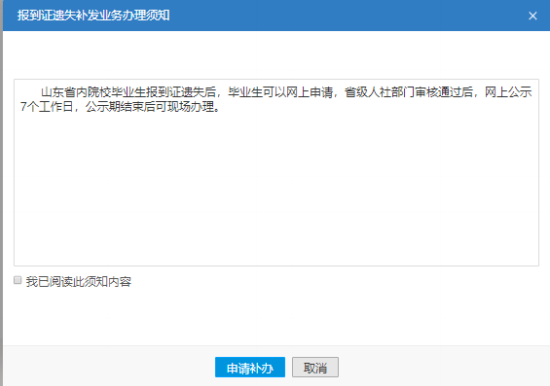 报到证遗失补发业务办理须知
山东省内院校毕业生报到证遗失后，毕业生可以网上申请，省级人社部门审核通过后，网上公示
7个工作日，公示期结束后可现场办理。
我已阅读此须知内容
申请补办 取消